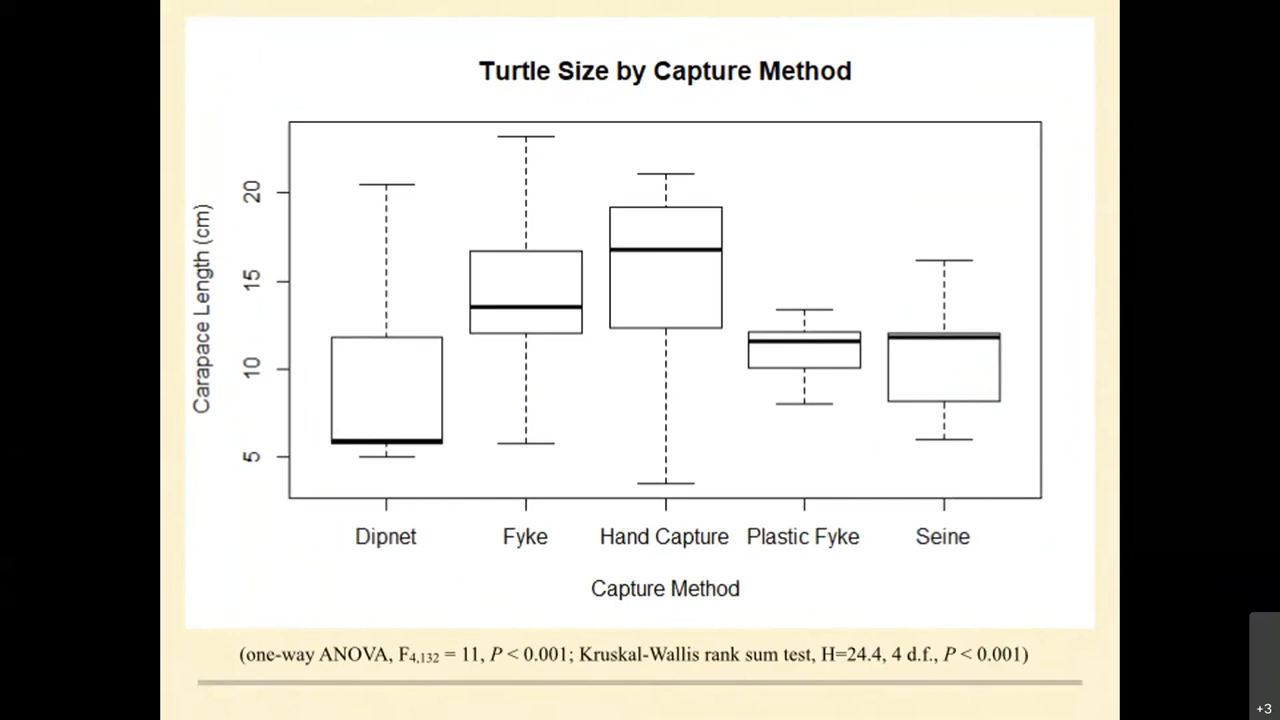 Turtle Size by Capture Method
Carapace Length (cm)
20
15
10
5
Dipnet Fyke Hand Capture Plastic Fyke Seine
Capture Method
(one-way ANOVA, F4,132 = 11, P < 0.001; Kruskal-Wallis rank sum test, H=24.4, 4 d.f., P < 0.001)
+3